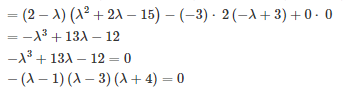 = (2 − λ) (λ² + 2λ − 15) − (−3) · 2 (−λ + 3) + 0 · 0
= −λ³ + 13λ − 12
−λ³ + 13λ − 12 = 0
− (λ − 1) (λ − 3) (λ + 4) = 0